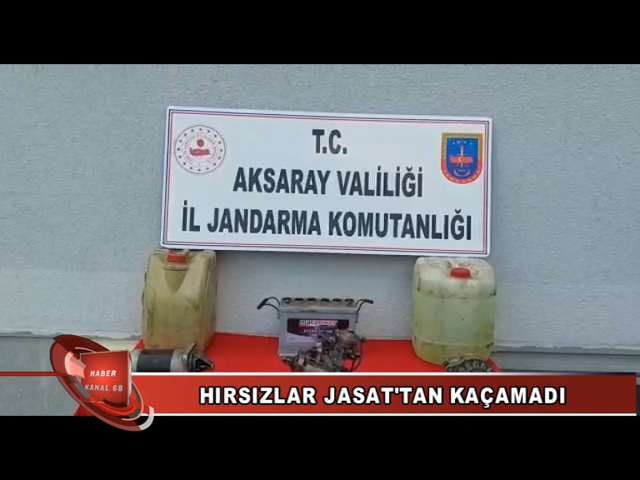 T.C.
AKSARAY VALİLİĞİ
İL JANDARMA KOMUTANLIĞI
HABER
KANAL 68
HIRSIZLAR JASAT'TAN KAÇAMADI